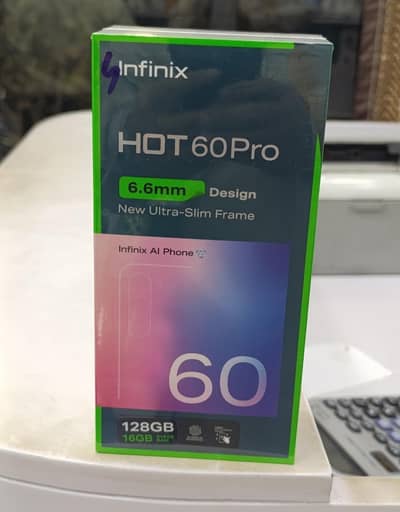 Infinix
HOT 60 Pro
6.6mm Design
New Ultra-Slim Frame
Infinix AI Phone
60
128GB
16GB